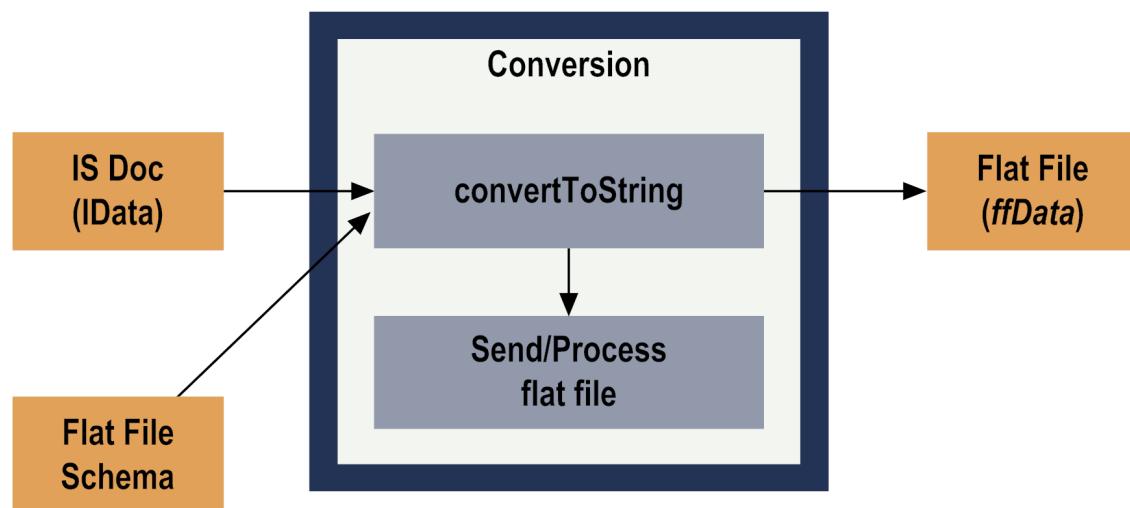 Conversion
IS Doc
(IData)
convertToString
Flat File
(ffData)
Send/Process
flat file
Flat File
Schema